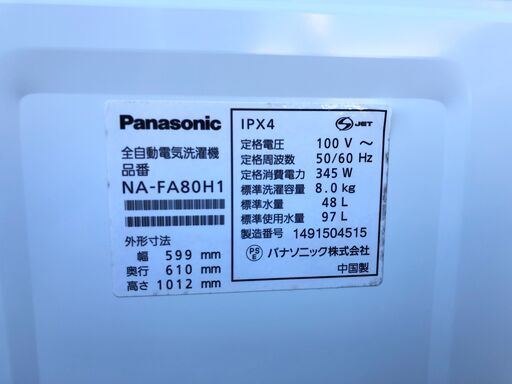 Panasonic
全自動電気洗濯機
品番
NA-FA80H1
外形寸法
幅 599 mm
奥行 610 mm
高さ 1012 mm
IPX4
S JET
定格電圧 100 V ～
定格周波数 50/60 Hz
定格消費電力 345 W
標準洗濯容量 8.0kg
標準水量 48 L
標準使用水量 97 L
製造番号 1491504515
PS E パナソニック株式会社
中国製